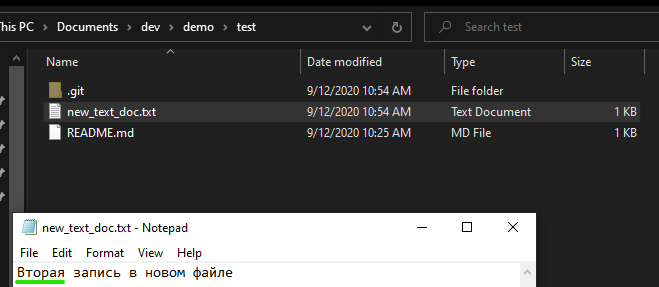 This PC > Documents > dev > demo > test
Search test
Name Date modified Type Size
.git 9/12/2020 10:54 AM File folder
new_text_doc.txt 9/12/2020 10:54 AM Text Document 1 KB
README.md 9/12/2020 10:25 AM MD File 1 KB
new_text_doc.txt - Notepad
File Edit Format View Help
Вторая запись в новом файле